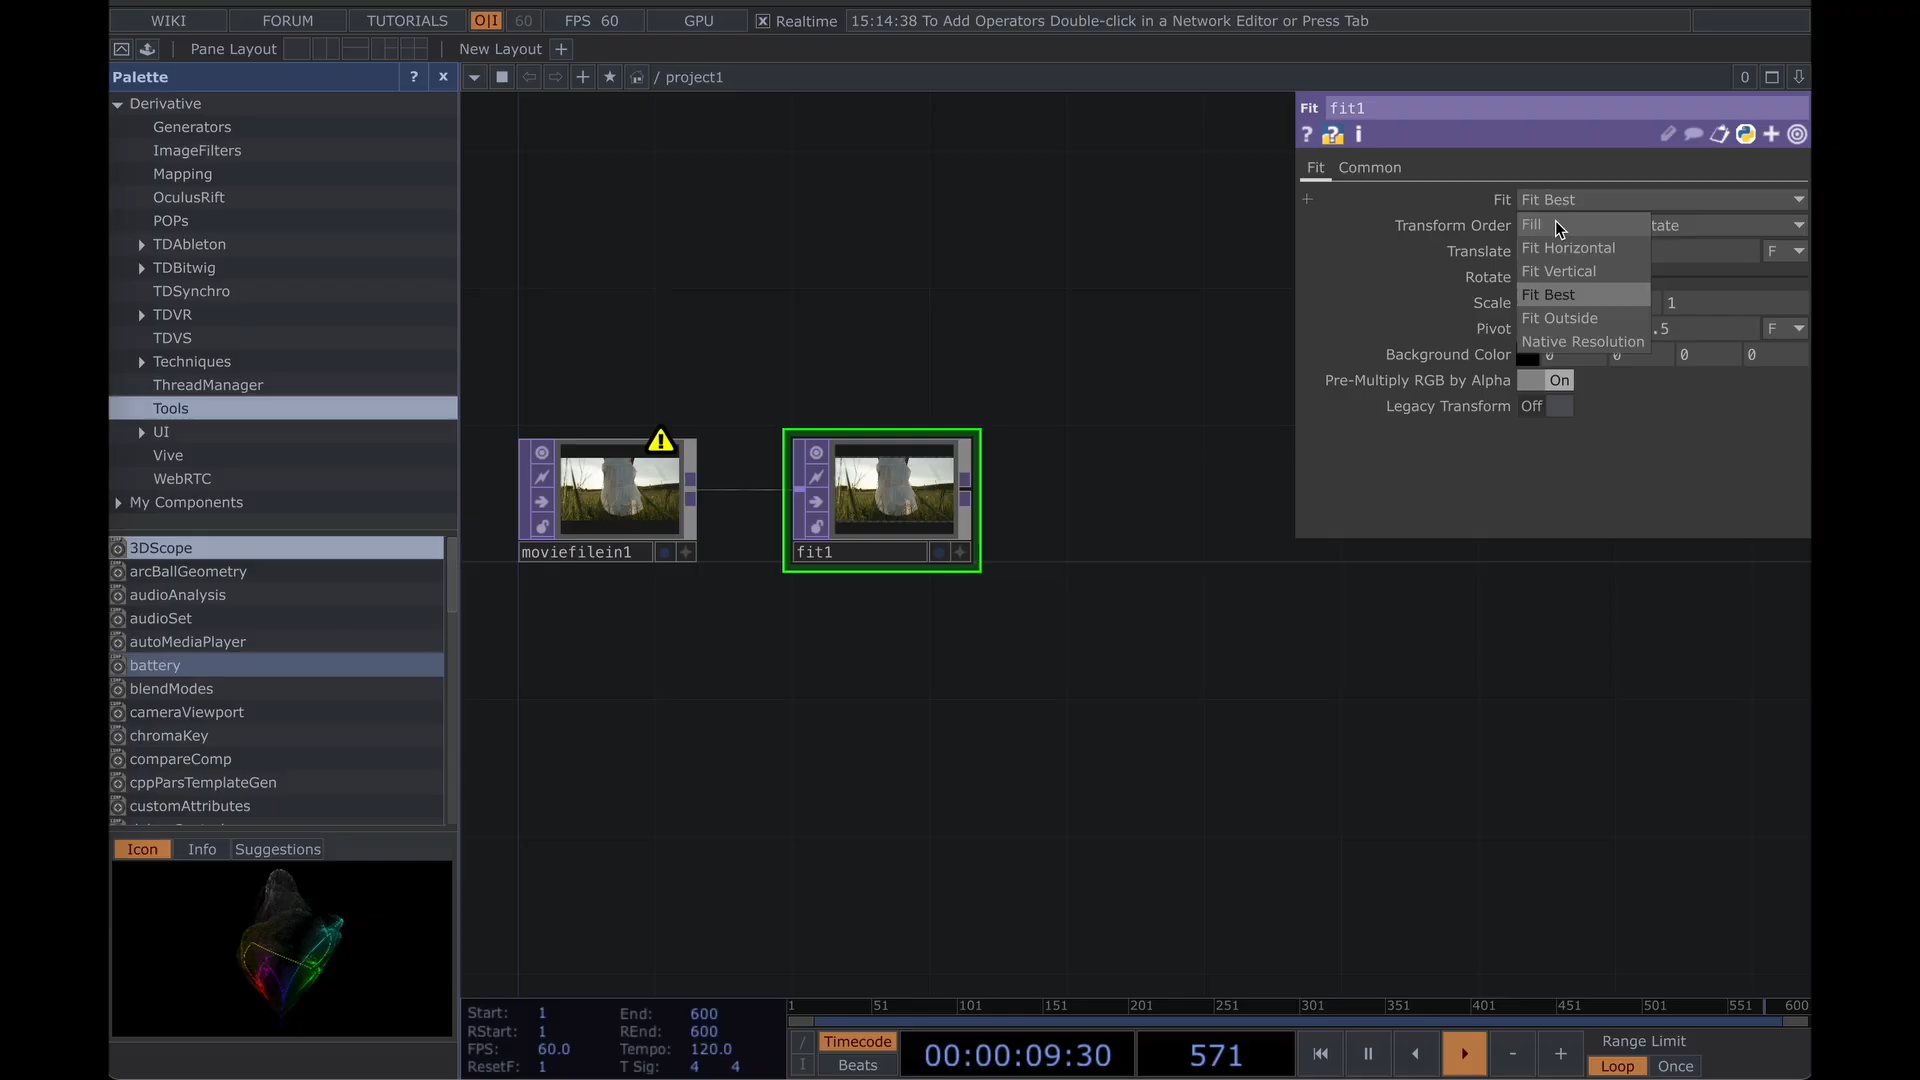 WIKI FORUM TUTORIALS O|I 60 FPS 60 GPU Realtime 15:14:38 To Add Operators Double-click in a Network Editor or Press Tab
Pane Layout New Layout +
Palette ? x
/ project1 0
Derivative
Generators
ImageFilters
Mapping
OculusRift
POPs
TDAbleton
TDBitwig
TDSynchro
TDVR
TDVS
Techniques
ThreadManager
Tools
UI
Vive
WebRTC
My Components
3DScope
arcBallGeometry
audioAnalysis
audioSet
autoMediaPlayer
battery
blendModes
cameraViewport
chromaKey
compareComp
cppParsTemplateGen
customAttributes
Icon Info Suggestions
moviefilein1
fit1
Fit fit1
? ? i
Fit Common
+ Fit Fit Best
Transform Order tate
Translate F
Rotate
Scale 1
Pivot .5 F
Background Color 0 0 0 0
Pre-Multiply RGB by Alpha On
Legacy Transform Off
Fill
Fit Horizontal
Fit Vertical
Fit Best
Fit Outside
Native Resolution
1 51 101 151 201 251 301 351 401 451 501 551 600
Start: 1 End: 600
RStart: 1 REnd: 600
FPS: 60.0 Tempo: 120.0
ResetF: 1 T Sig: 4 4
/ Timecode
I Beats
00:00:09:30 571
- +
Range Limit
Loop Once